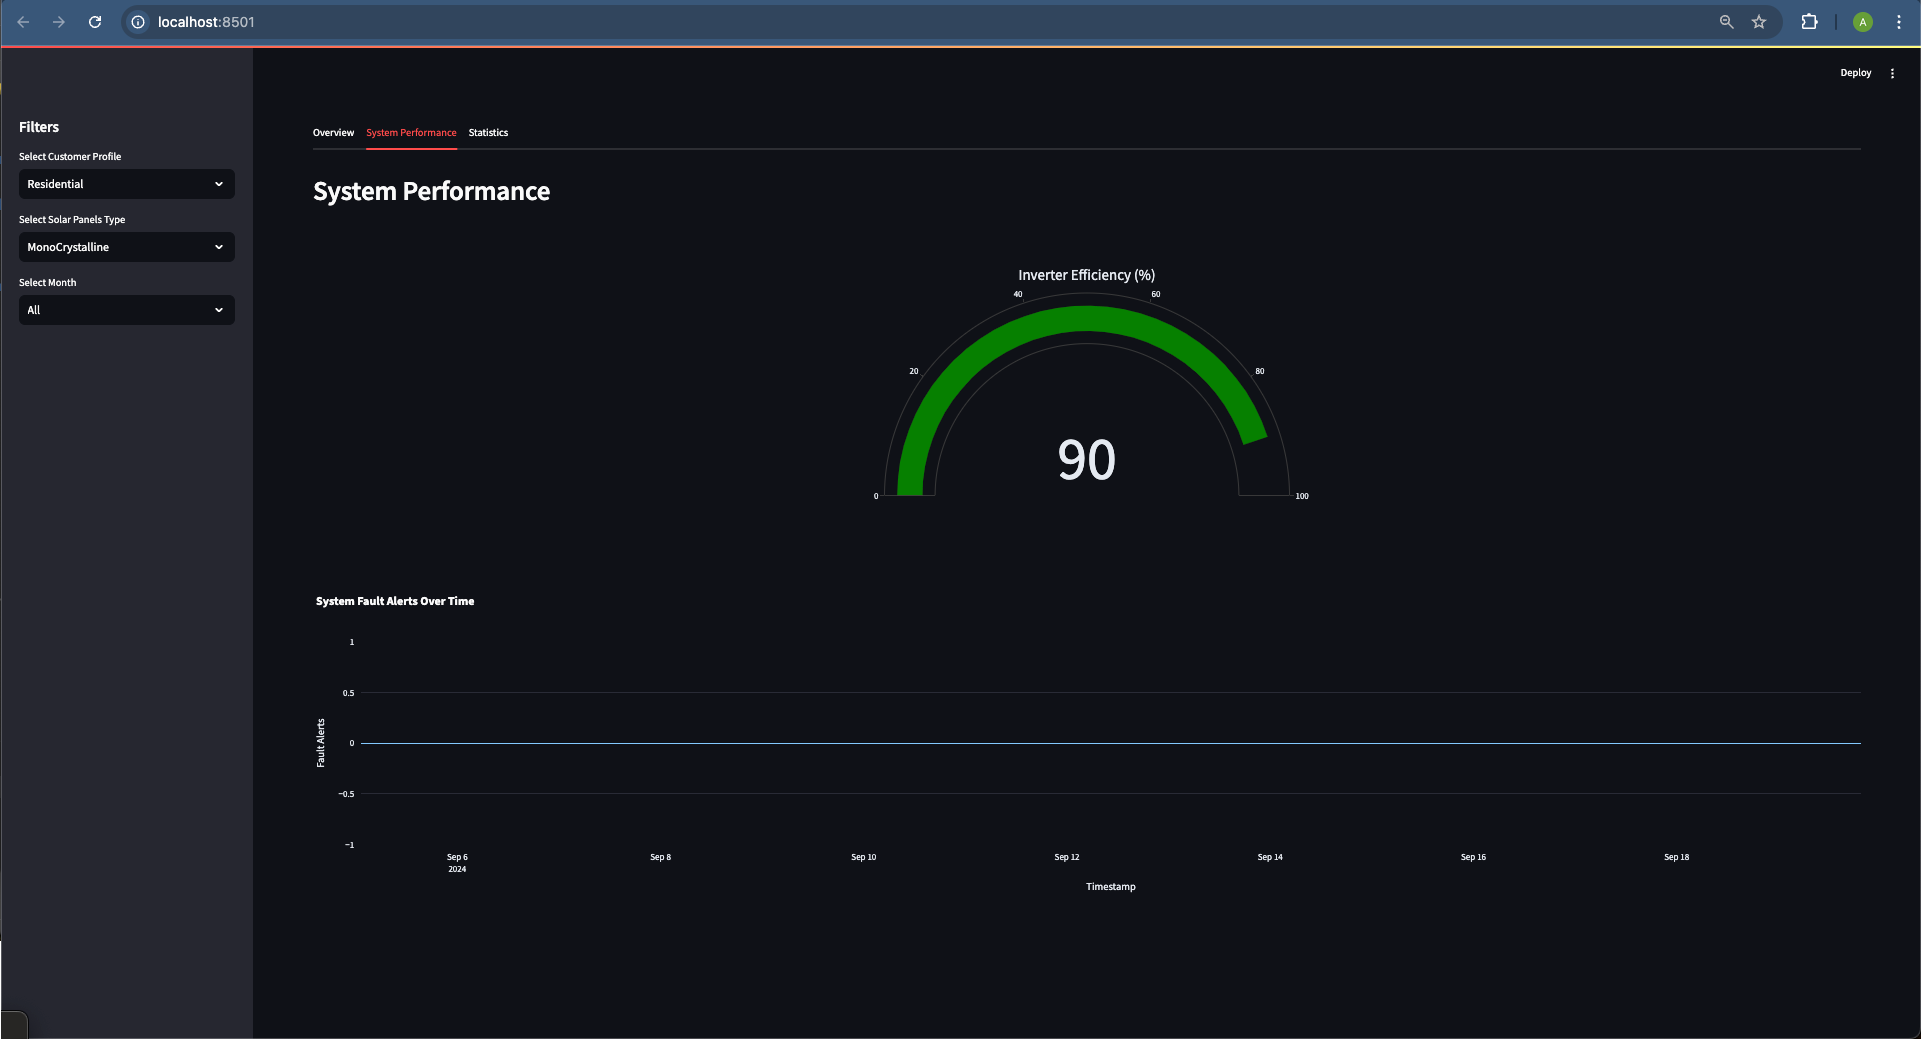 localhost:8501
A
Deploy
Filters
Select Customer Profile
Residential
Select Solar Panels Type
MonoCrystalline
Select Month
All
Overview System Performance Statistics
System Performance
Inverter Efficiency (%)
0
20
40
60
80
100
90
System Fault Alerts Over Time
1
0.5
0
−0.5
−1
Fault Alerts
Sep 6 Sep 8 Sep 10 Sep 12 Sep 14 Sep 16 Sep 18
2024
Timestamp